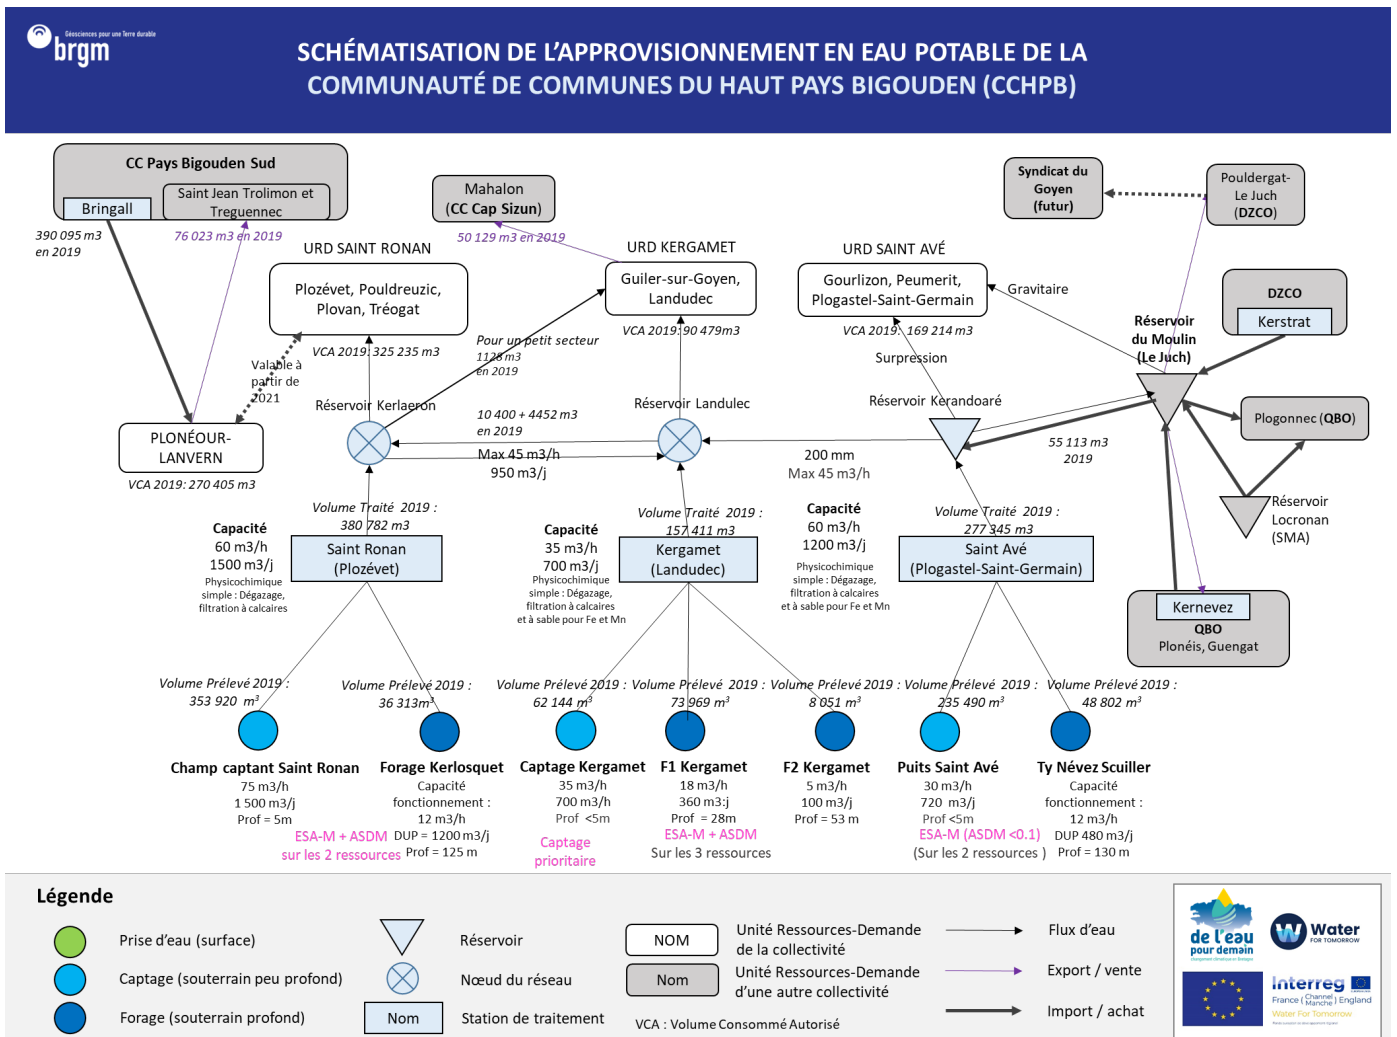 Géosciences pour une Terre durable
brgm
SCHÉMATISATION DE L'APPROVISIONNEMENT EN EAU POTABLE DE LA
COMMUNAUTÉ DE COMMUNES DU HAUT PAYS BIGOUDEN (CCHPB)
CC Pays Bigouden Sud
Bringall
Saint Jean Trolimon et
Treguennec
390 095 m3
en 2019
76 023 m3 en 2019
Mahalon
(CC Cap Sizun)
50 129 m3 en 2019
Syndicat du
Goyen
(futur)
Pouldergat-
Le Juch
(DZCO)
URD SAINT RONAN
Plozévet, Pouldreuzic,
Plovan, Tréogat
VCA 2019: 325 235 m3
URD KERGAMET
Guiler-sur-Goyen,
Landudec
VCA 2019: 90 479m3
URD SAINT AVÉ
Gourlizon, Peumerit,
Plogastel-Saint-Germain
VCA 2019: 169 214 m3
Gravitaire
Surpression
DZCO
Kerstrat
Réservoir
du Moulin
(Le Juch)
Pour un petit secteur
1128 m3
en 2019
Valable à
partir de
2021
Réservoir Kerlaeron
10 400 + 4452 m3
en 2019
Réservoir Landulec
Réservoir Kerandoaré
Plogonnec (QBO)
PLONÉOUR-
LANVERN
VCA 2019: 270 405 m3
Max 45 m3/h
950 m3/j
200 mm
Max 45 m3/h
55 113 m3
2019
Réservoir
Locronan
(SMA)
Capacité
60 m3/h
1500 m3/j
Physicochimique
simple : Dégazage,
filtration à calcaires
Volume Traité 2019 :
380 782 m3
Saint Ronan
(Plozévet)
Capacité
35 m3/h
700 m3/j
Physicochimique
simple : Dégazage,
filtration à calcaires
et à sable pour Fe et Mn
Volume Traité 2019 :
157 411 m3
Kergamet
(Landudec)
Capacité
60 m3/h
1200 m3/j
Physicochimique
simple : Dégazage,
filtration à calcaires
et à sable pour Fe et Mn
Volume Traité 2019 :
277 345 m3
Saint Avé
(Plogastel-Saint-Germain)
Kernevez
QBO
Plonéis, Guengat
Volume Prélevé 2019 :
353 920 m³
Volume Prélevé 2019 :
36 313m³
Volume Prélevé 2019 :
62 144 m³
Volume Prélevé 2019 :
73 969 m³
Volume Prélevé 2019 :
8 051 m³
Volume Prélevé 2019 :
235 490 m³
Volume Prélevé 2019 :
48 802 m³
Champ captant Saint Ronan
75 m3/h
1 500 m3/j
Prof = 5m
Forage Kerlosquet
Capacité
fonctionnement :
12 m3/h
DUP = 1200 m3/j
Prof = 125 m
ESA-M + ASDM
sur les 2 ressources
Captage Kergamet
35 m3/h
700 m3/h
Prof <5m
Captage
prioritaire
F1 Kergamet
18 m3/h
360 m3:j
Prof = 28m
ESA-M + ASDM
Sur les 3 ressources
F2 Kergamet
5 m3/h
100 m3/j
Prof = 53 m
Puits Saint Avé
30 m3/h
720 m3/j
Prof <5m
ESA-M (ASDM <0.1)
(Sur les 2 ressources )
Ty Névez Scuiller
Capacité
fonctionnement :
12 m3/h
DUP 480 m3/j
Prof = 130 m
Légende
Prise d'eau (surface)
Captage (souterrain peu profond)
Forage (souterrain profond)
Réservoir
Nœud du réseau
Nom
Station de traitement
NOM
Unité Ressources-Demande
de la collectivité
Nom
Unité Ressources-Demande
d'une autre collectivité
VCA : Volume Consommé Autorisé
Flux d'eau
Export / vente
Import / achat
de l'eau
pour demain
changement climatique en Bretagne
Water
FOR TOMORROW
Interreg
France ( Channel Manche ) England
Water For Tomorrow